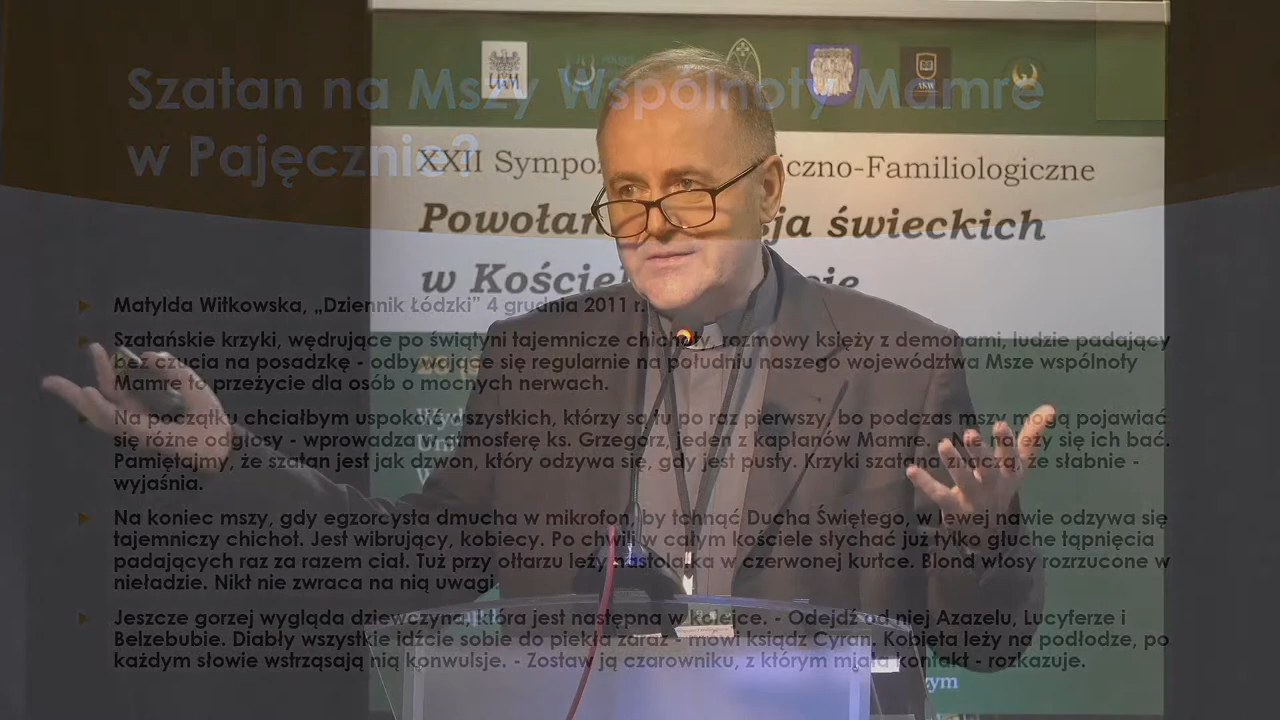 Szatan na Mszy Wspólnoty Mamre
w Pajęcznie?
UAM
XXII Sympoz iczno-Familiologiczne
Powołan ja świeckich
w Kościel cie
Matylda Witkowska, „Dziennik Łódzki” 4 grudnia 2011 r.
Szatańskie krzyki, wędrujące po świątyni tajemnicze chichoty, rozmowy księży z demonami, ludzie padający
bez czucia na posadzkę - odbywające się regularnie na południu naszego województwa Msze wspólnoty
Mamre to przeżycie dla osób o mocnych nerwach.
Na początku chciałbym uspokoić wszystkich, którzy są tu po raz pierwszy, bo podczas mszy mogą pojawiać
się różne odgłosy - wprowadza w atmosferę ks. Grzegorz, jeden z kapłanów Mamre. - Nie należy się ich bać.
Pamiętajmy, że szatan jest jak dzwon, który odzywa się, gdy jest pusty. Krzyki szatana znaczą, że słabnie -
wyjaśnia.
Na koniec mszy, gdy egzorcysta dmucha w mikrofon, by tchnąć Ducha Świętego, w lewej nawie odzywa się
tajemniczy chichot. Jest wibrujący, kobiecy. Po chwili w całym kościele słychać już tylko głuche łąpnięcia
padających raz za razem ciał. Tuż przy ołtarzu leży nastolatka w czerwonej kurtce. Blond włosy rozrzucone w
nieładzie. Nikt nie zwraca na nią uwagi.
Jeszcze gorzej wygląda dziewczyna, która jest następna w kolejce. - Odejdź od niej Azazelu, Lucyferze i
Belzebubie. Diabły wszystkie idźcie sobie do piekła zaraz - mówi ksiądz Cyran. Kobieta leży na podłodze, po
każdym słowie wstrząsają nią konwulsje. - Zostaw ją czarowniku, z którym miała kontakt - rozkazuje.
zym